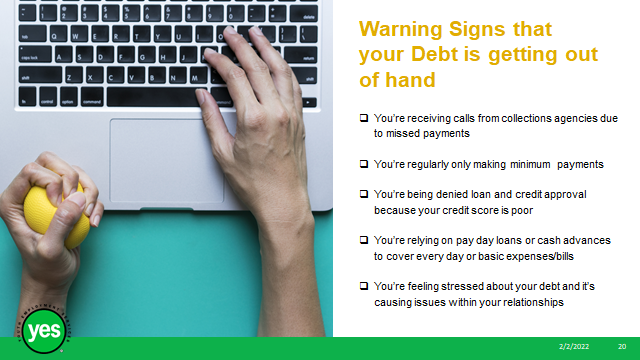 Warning Signs that
your Debt is getting out
of hand
You're receiving calls from collections agencies due
to missed payments
You're regularly only making minimum payments
You're being denied loan and credit approval
because your credit score is poor
You're relying on pay day loans or cash advances
to cover every day or basic expenses/bills
You're feeling stressed about your debt and it's
causing issues within your relationships
yes
2/2/2022 20